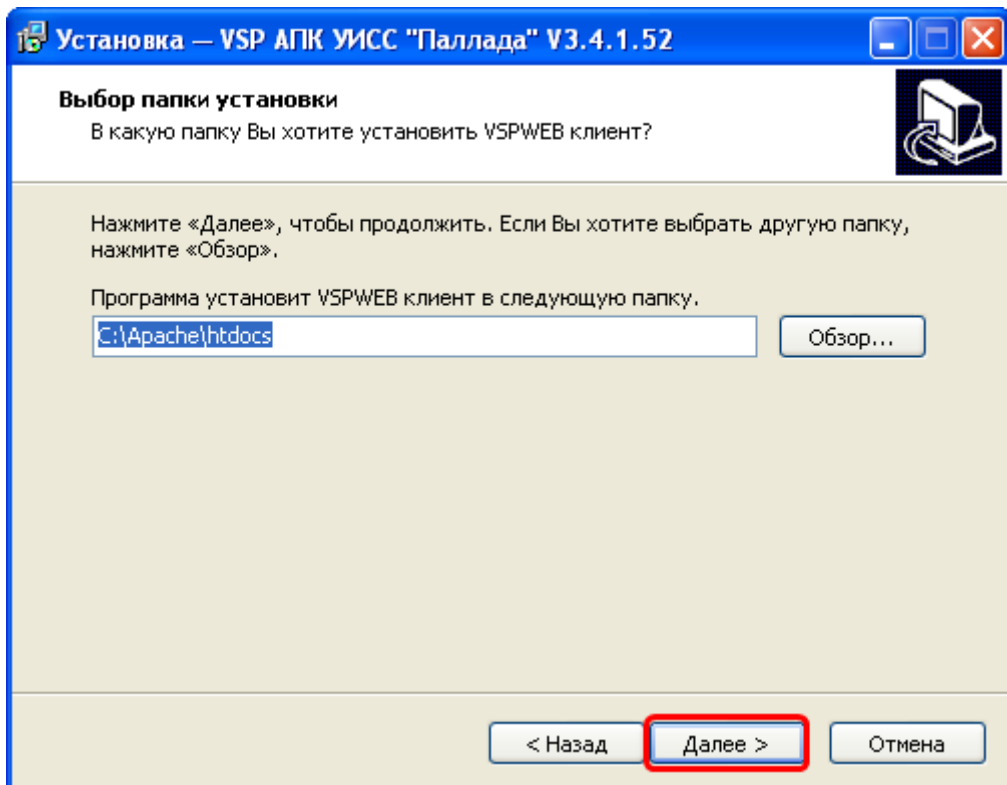 Установка — VSP АПК УИСС "Паллада" V3.4.1.52
Выбор папки установки
В какую папку Вы хотите установить VSPWEB клиент?
Нажмите «Далее», чтобы продолжить. Если Вы хотите выбрать другую папку,
нажмите «Обзор».
Программа установит VSPWEB клиент в следующую папку.
C:\Apache\htdocs
Обзор...
< Назад
Далее >
Отмена